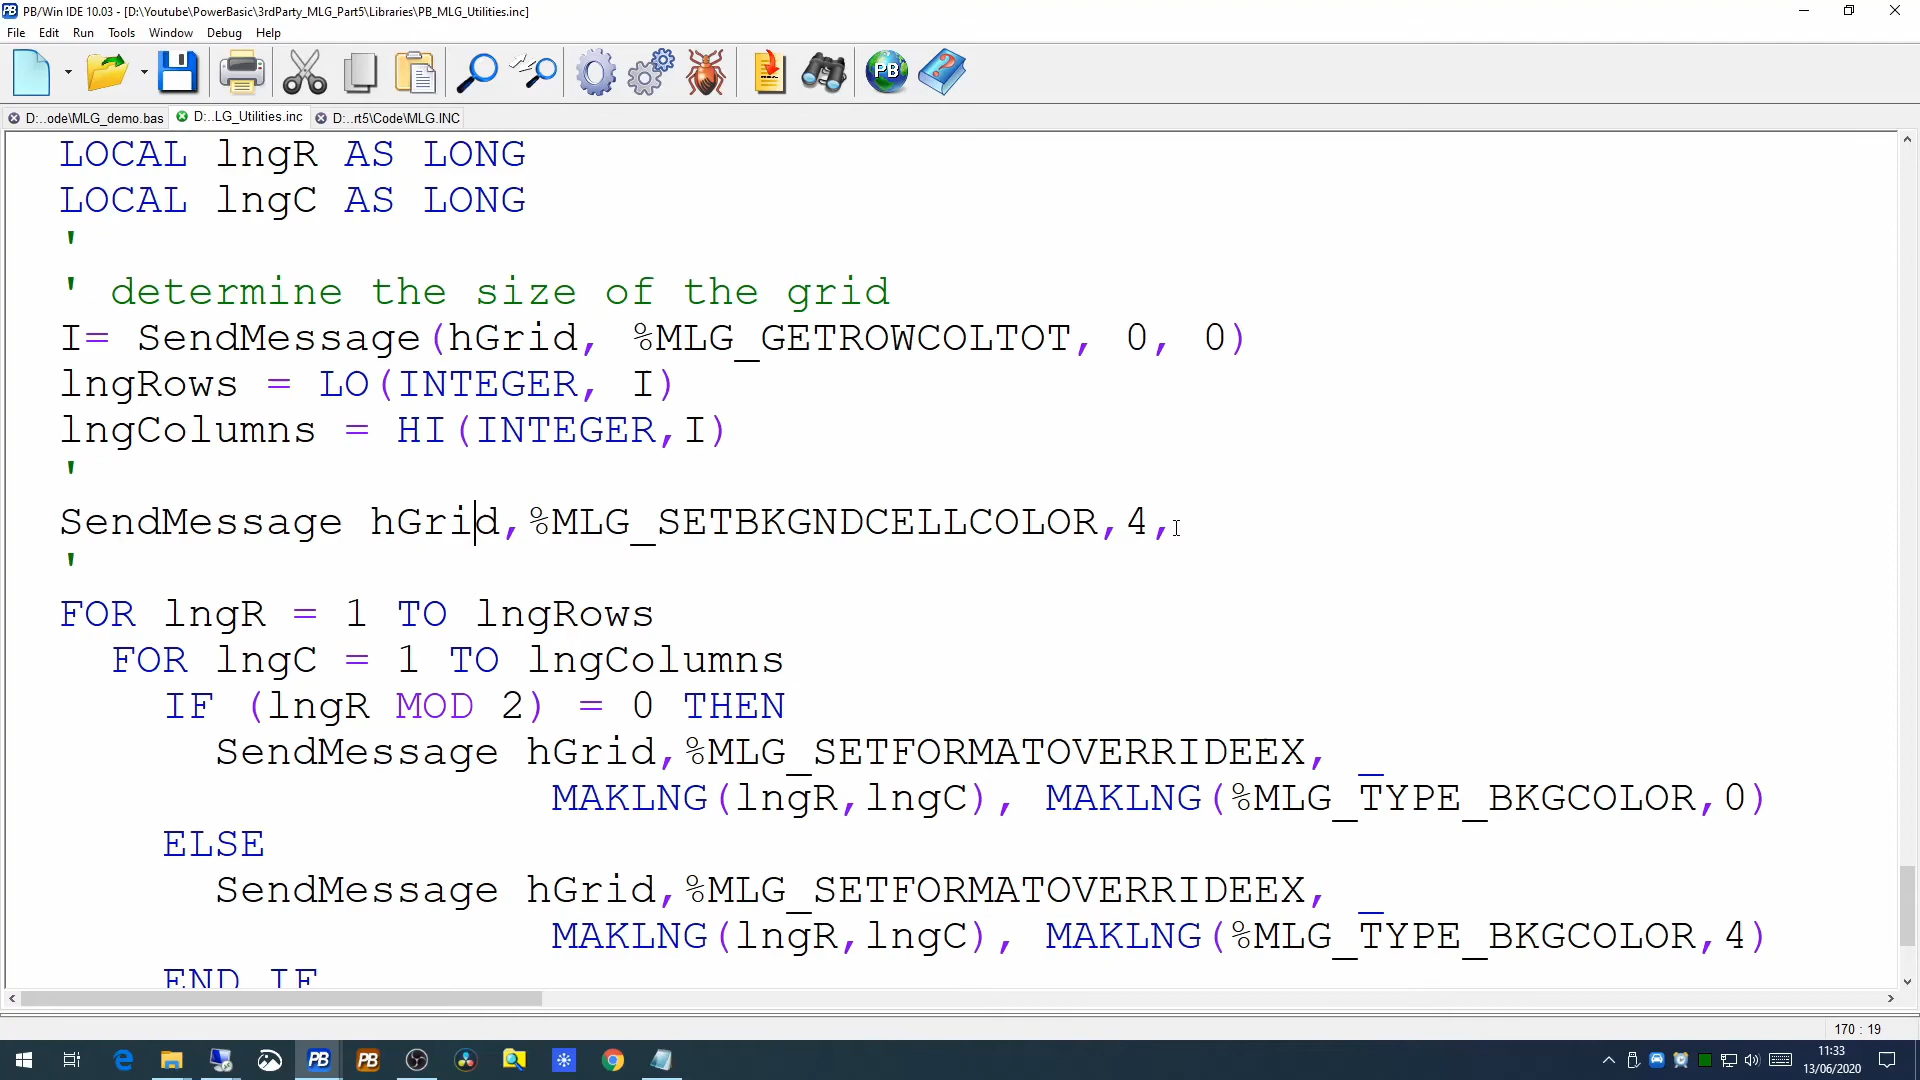 PB/Win IDE 10.03 - [D:\Youtube\PowerBasic\3rdParty_MLG_Part5\Libraries\PB_MLG_Utilities.inc]
File Edit Run Tools Window Debug Help
D:..ode\MLG_demo.bas D:..LG_Utilities.inc D:..rt5\Code\MLG.INC
LOCAL lngR AS LONG
LOCAL lngC AS LONG
'
' determine the size of the grid
I= SendMessage(hGrid, %MLG_GETROWCOLTOT, 0, 0)
lngRows = LO(INTEGER, I)
lngColumns = HI(INTEGER,I)
'
SendMessage hGrid,%MLG_SETBKGNDCELLCOLOR,4,
'
FOR lngR = 1 TO lngRows
FOR lngC = 1 TO lngColumns
IF (lngR MOD 2) = 0 THEN
SendMessage hGrid,%MLG_SETFORMATOVERRIDEEX, _
MAKLNG(lngR,lngC), MAKLNG(%MLG_TYPE_BKGCOLOR,0)
ELSE
SendMessage hGrid,%MLG_SETFORMATOVERRIDEEX, _
MAKLNG(lngR,lngC), MAKLNG(%MLG_TYPE_BKGCOLOR,4)
END IF
170 : 19
PB
PB
PB
11:33
13/06/2020